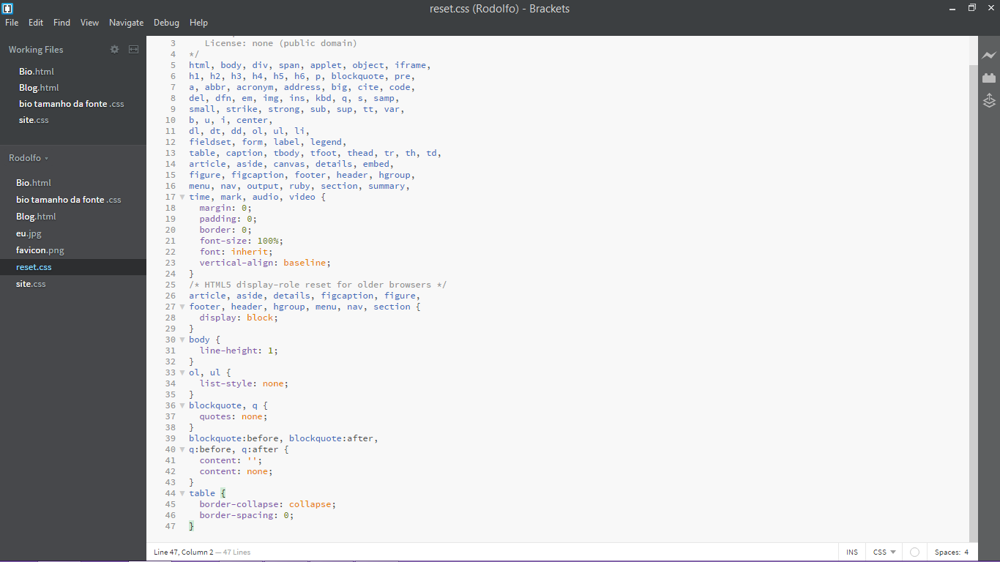 reset.css (Rodolfo) - Brackets
File Edit Find View Navigate Debug Help
Working Files
Bio.html
Blog.html
bio tamanho da fonte .css
site.css
Rodolfo
Bio.html
bio tamanho da fonte .css
Blog.html
eu.jpg
favicon.png
reset.css
site.css
3 License: none (public domain)
4 */
5 html, body, div, span, applet, object, iframe,
6 h1, h2, h3, h4, h5, h6, p, blockquote, pre,
7 a, abbr, acronym, address, big, cite, code,
8 del, dfn, em, img, ins, kbd, q, s, samp,
9 small, strike, strong, sub, sup, tt, var,
10 b, u, i, center,
11 dl, dt, dd, ol, ul, li,
12 fieldset, form, label, legend,
13 table, caption, tbody, tfoot, thead, tr, th, td,
14 article, aside, canvas, details, embed,
15 figure, figcaption, footer, header, hgroup,
16 menu, nav, output, ruby, section, summary,
17 time, mark, audio, video {
18 margin: 0;
19 padding: 0;
20 border: 0;
21 font-size: 100%;
22 font: inherit;
23 vertical-align: baseline;
24 }
25 /* HTML5 display-role reset for older browsers */
26 article, aside, details, figcaption, figure,
27 footer, header, hgroup, menu, nav, section {
28 display: block;
29 }
30 body {
31 line-height: 1;
32 }
33 ol, ul {
34 list-style: none;
35 }
36 blockquote, q {
37 quotes: none;
38 }
39 blockquote:before, blockquote:after,
40 q:before, q:after {
41 content: '';
42 content: none;
43 }
44 table {
45 border-collapse: collapse;
46 border-spacing: 0;
47 }
Line 47, Column 2 — 47 Lines
INS CSS Spaces: 4